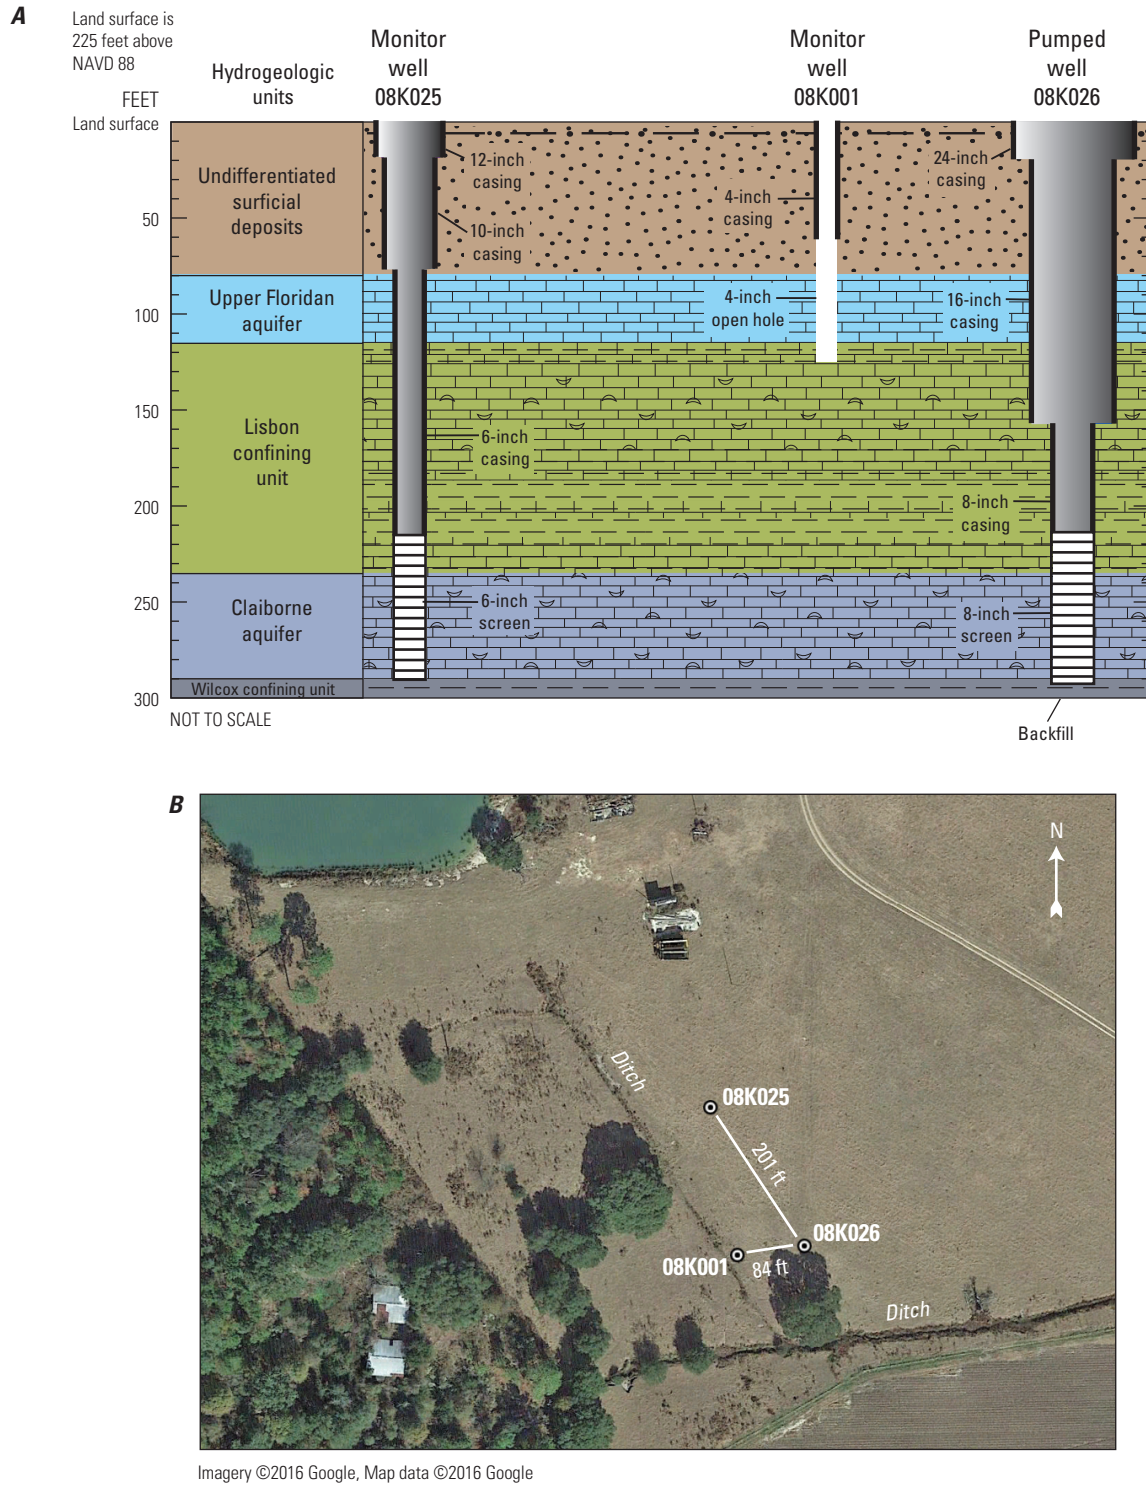 A
Land surface is
225 feet above
NAVD 88
FEET
Land surface
50
100
150
200
250
300
Hydrogeologic
units
Undifferentiated
surficial
deposits
Upper Floridan
aquifer
Lisbon
confining
unit
Claiborne
aquifer
Wilcox confining unit
Monitor
well
08K025
12-inch
casing
10-inch
casing
6-inch
casing
6-inch
screen
Monitor
well
08K001
4-inch
casing
4-inch
open hole
Pumped
well
08K026
24-inch
casing
16-inch
casing
8-inch
casing
8-inch
screen
NOT TO SCALE
Backfill
B
N
Ditch
08K025
201 ft
08K026
08K001
84 ft
Ditch
Imagery ©2016 Google, Map data ©2016 Google